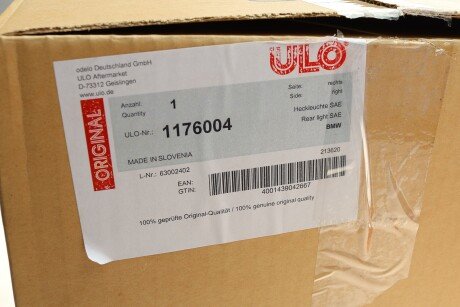 odelo Deutschland GmbH
ULO Aftermarket
D-73312 Geislingen
www.ulo.de
ULO
ORIGINAL
Anzahl: 1
Quantity
Seite: rechts
Side: right
ULO-Nr.: 1176004
Heckleuchte SAE
Rear light SAE
BMW
MADE IN SLOVENIA
213620
L-Nr.: 63002402
EAN:
GTIN:
4001439042667
100% geprüfte Original-Qualität / 100% genuine original quality